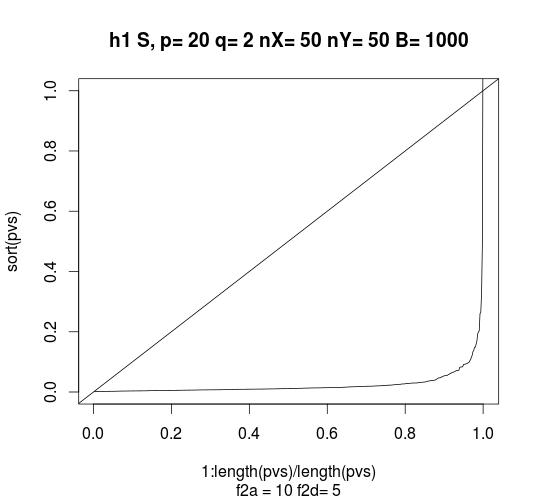 h1 S, p= 20 q= 2 nX= 50 nY= 50 B= 1000
sort(pvs)
1.0
0.8
0.6
0.4
0.2
0.0
0.0 0.2 0.4 0.6 0.8 1.0
1:length(pvs)/length(pvs)
f2a = 10 f2d= 5